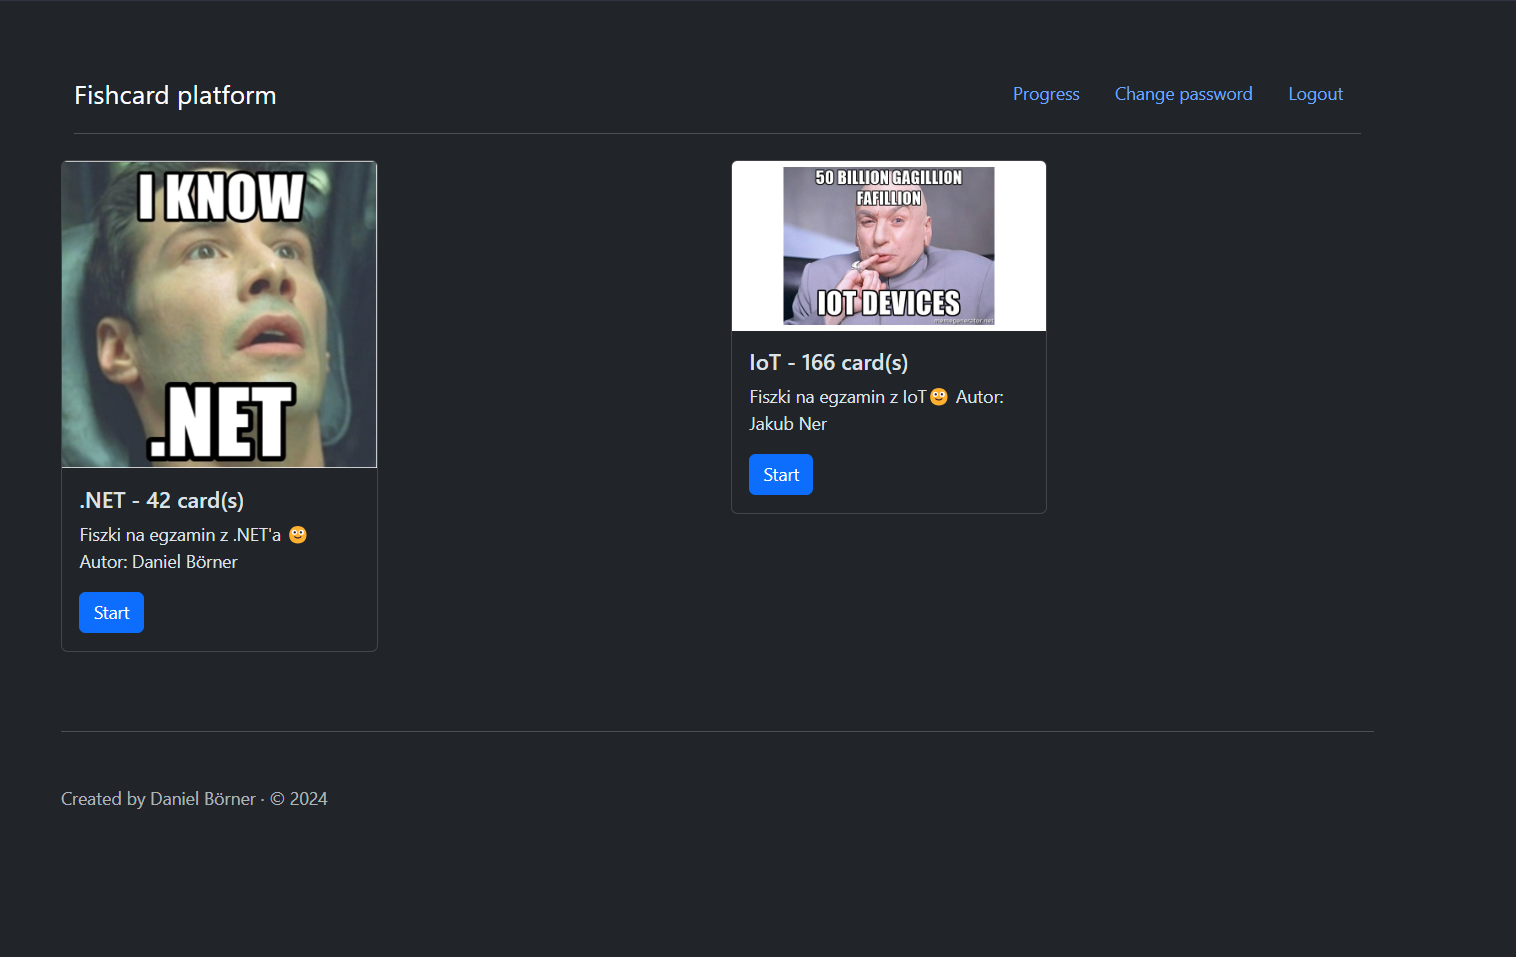 Fishcard platform
Progress
Change password
Logout
I KNOW
.NET
.NET - 42 card(s)
Fiszki na egzamin z .NET'a 🙂
Autor: Daniel Börner
Start
50 BILLION GAGILLION
FAFILLION
IOT DEVICES
memegenerator.net
IoT - 166 card(s)
Fiszki na egzamin z IoT🙂 Autor:
Jakub Ner
Start
Created by Daniel Börner · © 2024